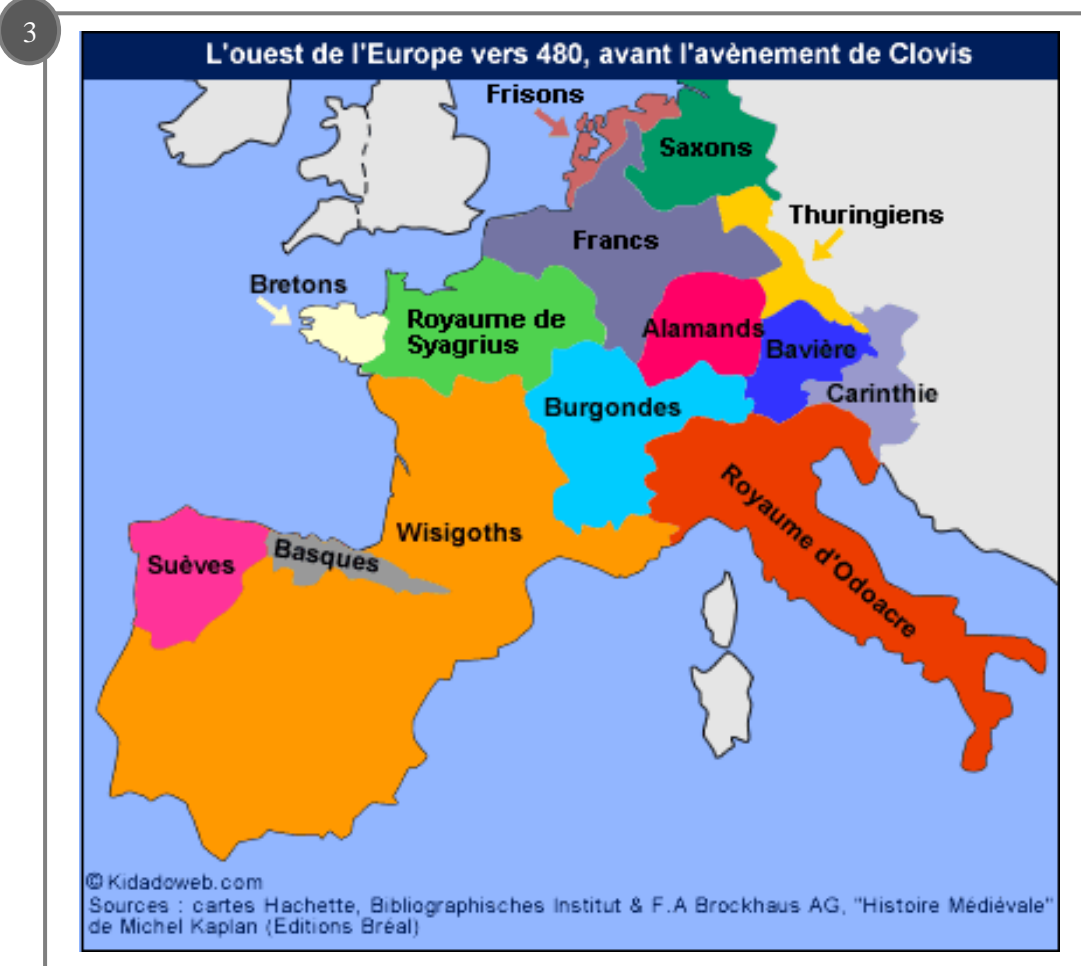 3
L'ouest de l'Europe vers 480, avant l'avènement de Clovis
Frisons
Saxons
Thuringiens
Francs
Bretons
Royaume de
Syagrius
Alamands
Bavière
Carinthie
Burgondes
Royaume d'Odoacre
Wisigoths
Basques
Suèves
© Kidadoweb.com
Sources : cartes Hachette, Bibliographisches Institut & F.A Brockhaus AG, "Histoire Médiévale"
de Michel Kaplan (Editions Bréal)